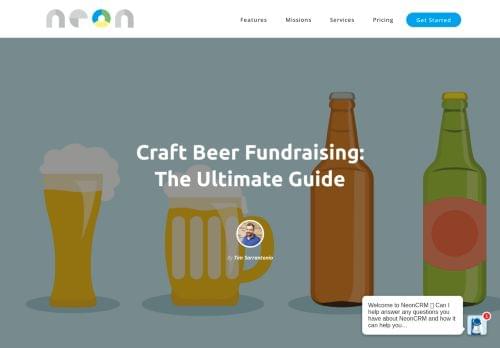 neon
Features Missions Services Pricing Get Started
Craft Beer Fundraising:
The Ultimate Guide
By Tim Sarrantonio
Welcome to NeonCRM Can I
help answer any questions you
have about NeonCRM and how it
can help you...
1